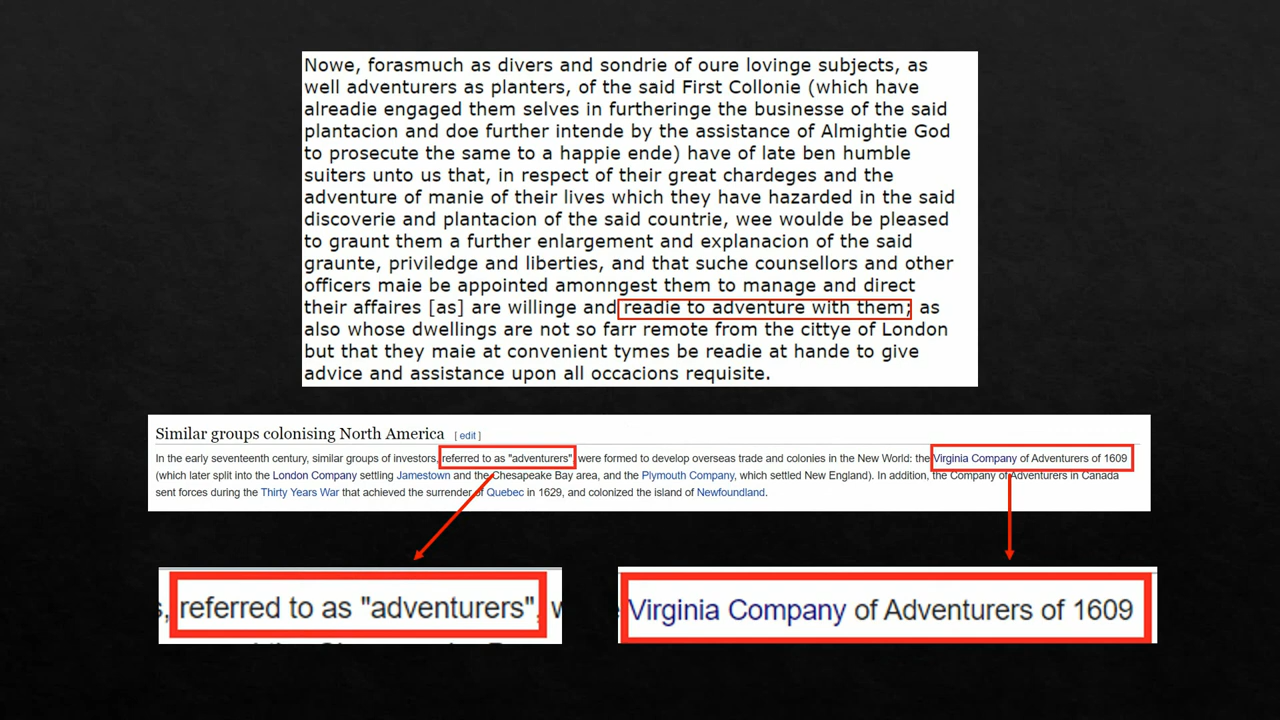 Nowe, forasmuch as divers and sondrie of oure lovinge subjects, as
well adventurers as planters, of the said First Collonie (which have
alreadie engaged them selves in furtheringe the businesse of the said
plantacion and doe further intende by the assistance of Almightie God
to prosecute the same to a happie ende) have of late ben humble
suiters unto us that, in respect of their great chardeges and the
adventure of manie of their lives which they have hazarded in the said
discoverie and plantacion of the said countrie, wee woulde be pleased
to graunt them a further enlargement and explanacion of the said
graunte, priviledge and liberties, and that suche counsellors and other
officers maie be appointed amonngest them to manage and direct
their affaires [as] are willinge and readie to adventure with them; as
also whose dwellings are not so farr remote from the cittye of London
but that they maie at convenient tymes be readie at hande to give
advice and assistance upon all occacions requisite.
Similar groups colonising North America [ edit ]
In the early seventeenth century, similar groups of investors, referred to as "adventurers", were formed to develop overseas trade and colonies in the New World: the Virginia Company of Adventurers of 1609
(which later split into the London Company settling Jamestown and the Chesapeake Bay area, and the Plymouth Company, which settled New England). In addition, the Company of Adventurers in Canada
sent forces during the Thirty Years War that achieved the surrender of Quebec in 1629, and colonized the island of Newfoundland.
s, referred to as "adventurers", w
Virginia Company of Adventurers of 1609